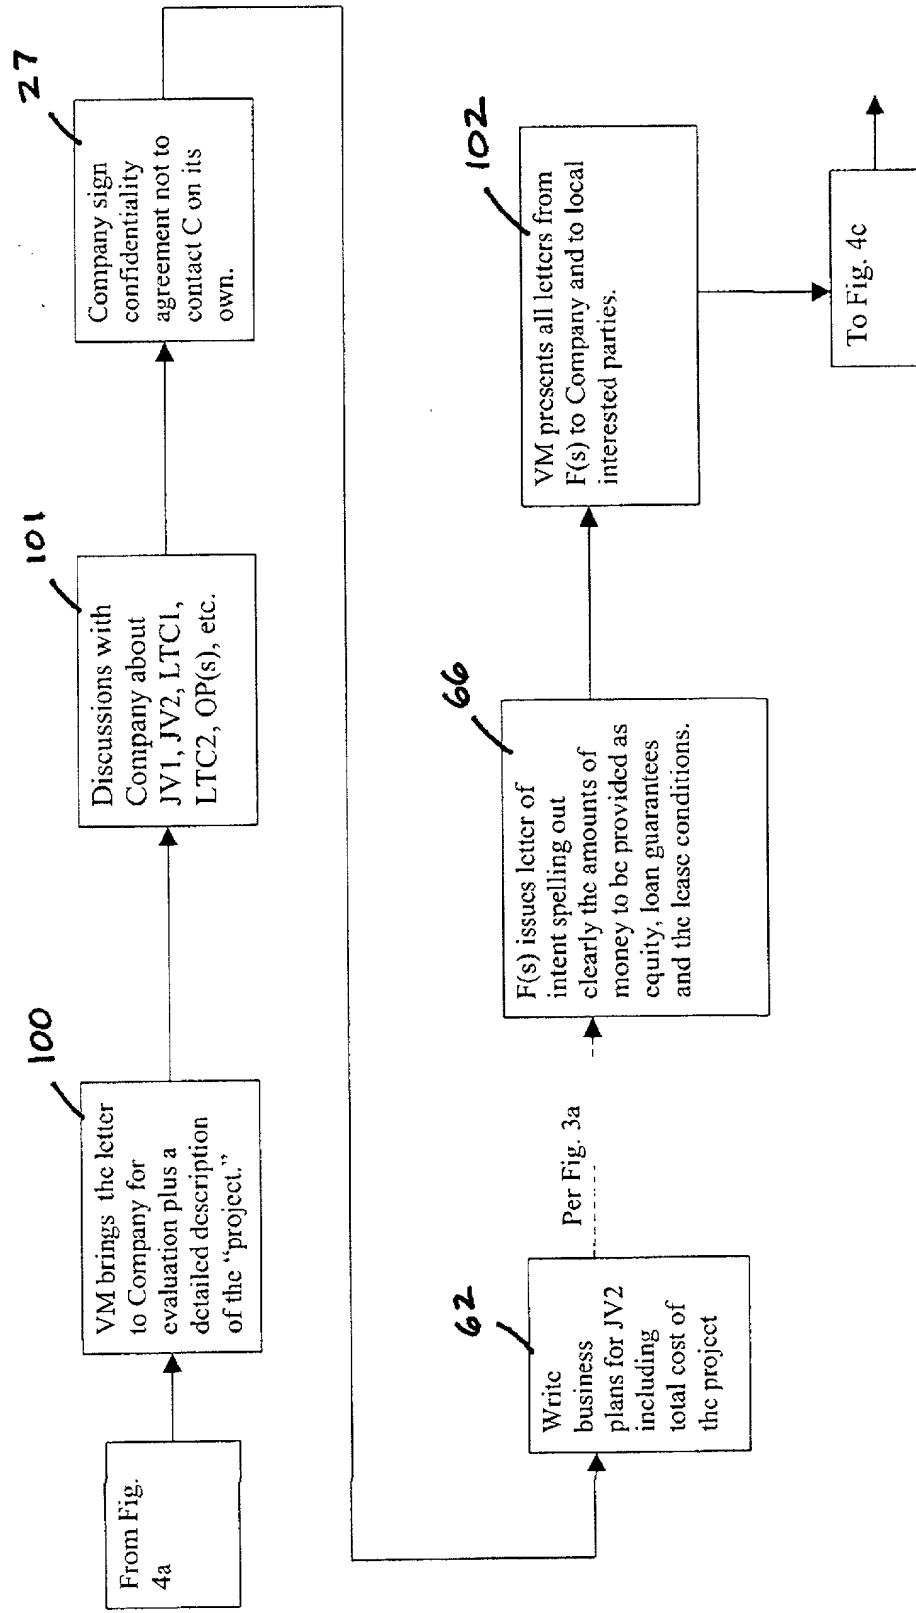 From Fig.
4a
100
VM brings the letter
to Company for
evaluation plus a
detailed description
of the “project.”
101
Discussions with
Company about
JV1, JV2, LTC1,
LTC2, OP(s), etc.
27
Company sign
confidentiality
agreement not to
contact C on its
own.
62
Write
business
plans for JV2
including
total cost of
the project
Per Fig. 3a
66
F(s) issues letter of
intent spelling out
clearly the amounts of
money to be provided as
equity, loan guarantees
and the lease conditions.
102
VM presents all letters from
F(s) to Company and to local
interested parties.
To Fig. 4c